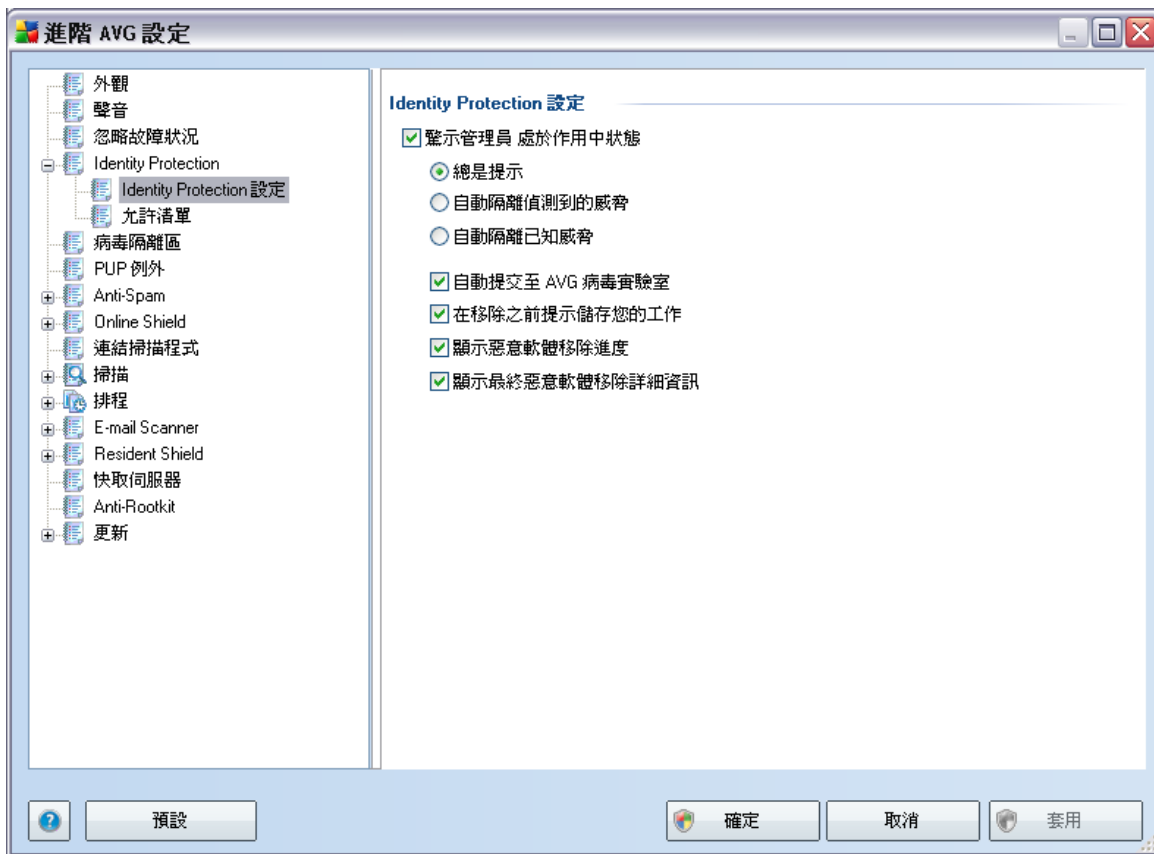 進階 AVG 設定
外觀
聲音
忽略故障狀況
Identity Protection
Identity Protection 設定
允許清單
病毒隔離區
PUP 例外
Anti-Spam
Online Shield
連結掃描程式
掃描
排程
E-mail Scanner
Resident Shield
快取伺服器
Anti-Rootkit
更新
Identity Protection 設定
驚示管理員 處於作用中狀態
總是提示
自動隔離偵測到的威脅
自動隔離已知威脅
自動提交至 AVG 病毒實驗室
在移除之前提示儲存您的工作
顯示惡意軟體移除進度
顯示最終惡意軟體移除詳細資訊
預設
確定
取消
套用